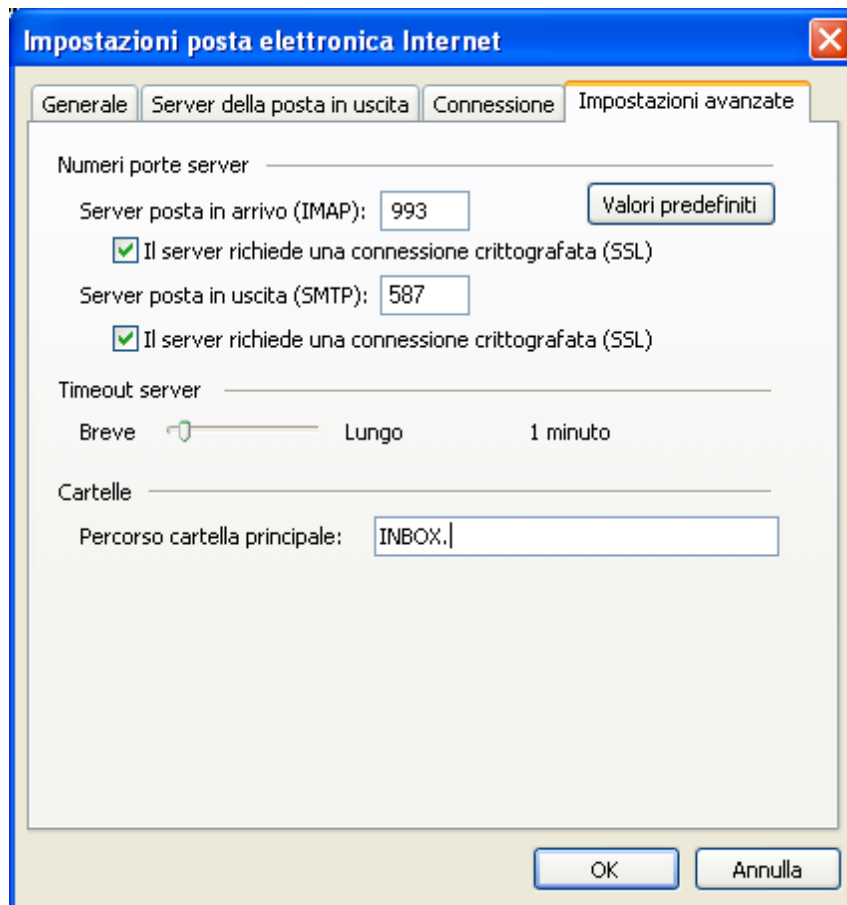 Impostazioni posta elettronica Internet
Generale Server della posta in uscita Connessione Impostazioni avanzate
Numeri porte server
Server posta in arrivo (IMAP): 993 Valori predefiniti
Il server richiede una connessione crittografata (SSL)
Server posta in uscita (SMTP): 587
Il server richiede una connessione crittografata (SSL)
Timeout server
Breve Lungo 1 minuto
Cartelle
Percorso cartella principale: INBOX.
OK Annulla